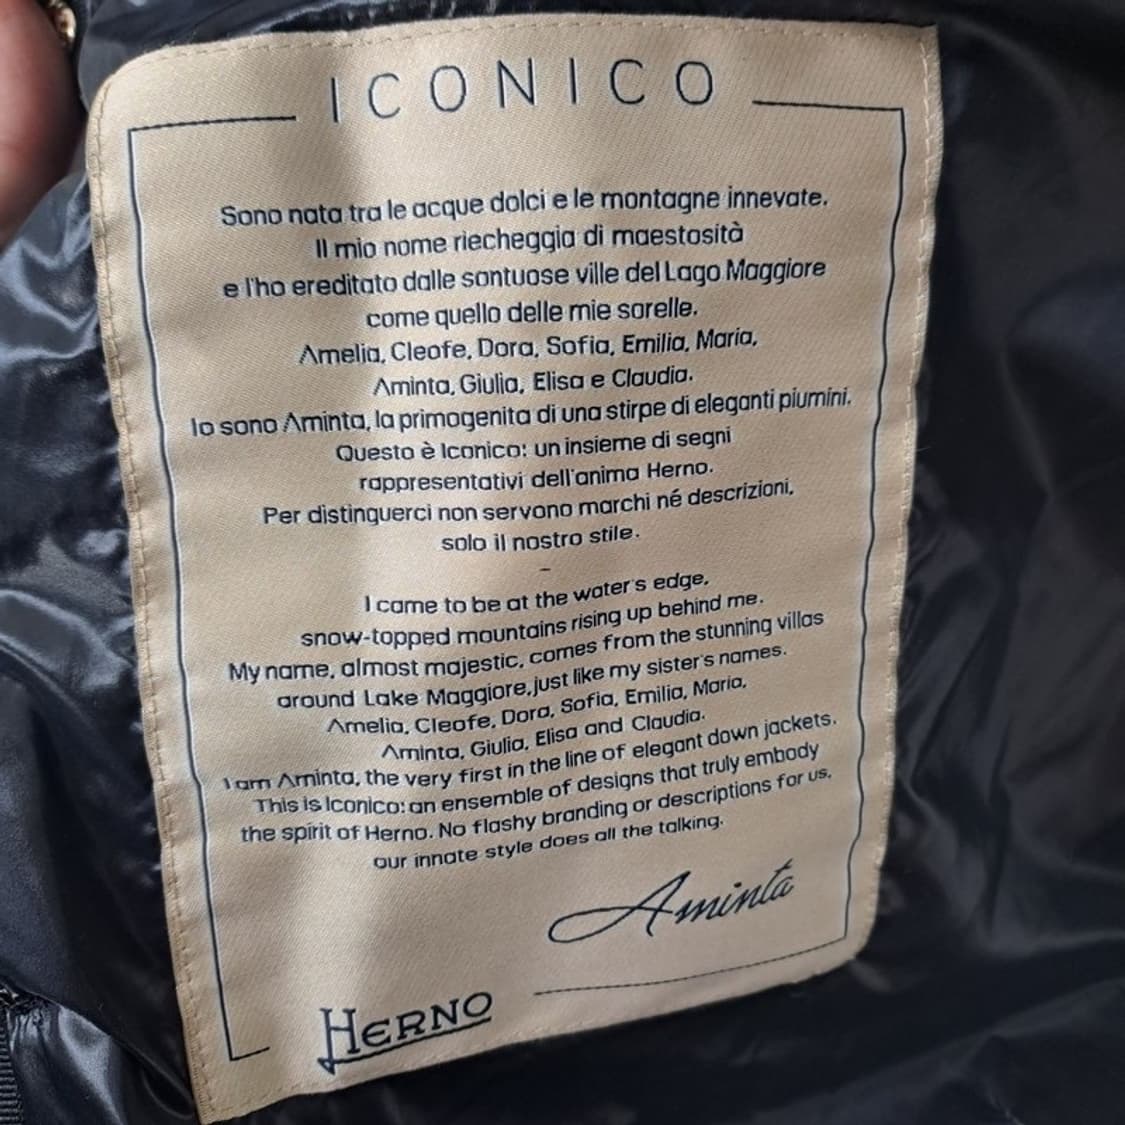 ICONICO
Sono nata tra le acque dolci e le montagne innevate.
Il mio nome riecheggia di maestosità
e l'ho ereditato dalle sontuose ville del Lago Maggiore
come quello delle mie sorelle.
Amelia, Cleofe, Dora, Sofia, Emilia, Maria,
Aminta, Giulia, Elisa e Claudia.
Io sono Aminta, la primogenita di una stirpe di eleganti piumini.
Questo è Iconico: un insieme di segni
rappresentativi dell'anima Herno.
Per distinguerci non servono marchi né descrizioni,
solo il nostro stile.
-
I came to be at the water's edge,
snow-topped mountains rising up behind me.
My name, almost majestic, comes from the stunning villas
around Lake Maggiore, just like my sister's names.
Amelia, Cleofe, Dora, Sofia, Emilia, Maria,
Aminta, Giulia, Elisa and Claudia.
I am Aminta, the very first in the line of elegant down jackets.
This is Iconico: an ensemble of designs that truly embody
the spirit of Herno. No flashy branding or descriptions for us,
our innate style does all the talking.
Aminta
HERNO